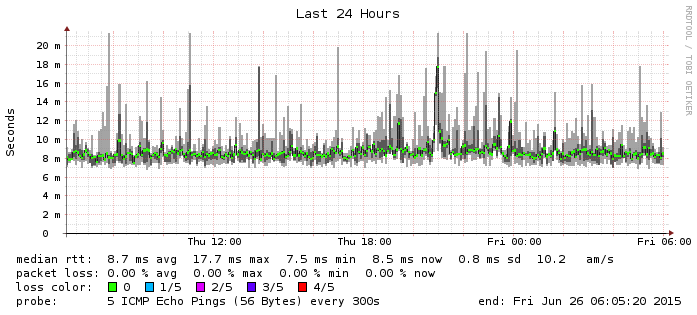 Last 24 Hours
RRDTOOL / TOBI OETIKER
Seconds
20 m
18 m
16 m
14 m
12 m
10 m
8 m
6 m
4 m
2 m
0
Thu 12:00 Thu 18:00 Fri 00:00 Fri 06:00
median rtt: 8.7 ms avg 17.7 ms max 7.5 ms min 8.5 ms now 0.8 ms sd 10.2 am/s
packet loss: 0.00 % avg 0.00 % max 0.00 % min 0.00 % now
loss color: 0 1/5 2/5 3/5 4/5
probe: 5 ICMP Echo Pings (56 Bytes) every 300s end: Fri Jun 26 06:05:20 2015